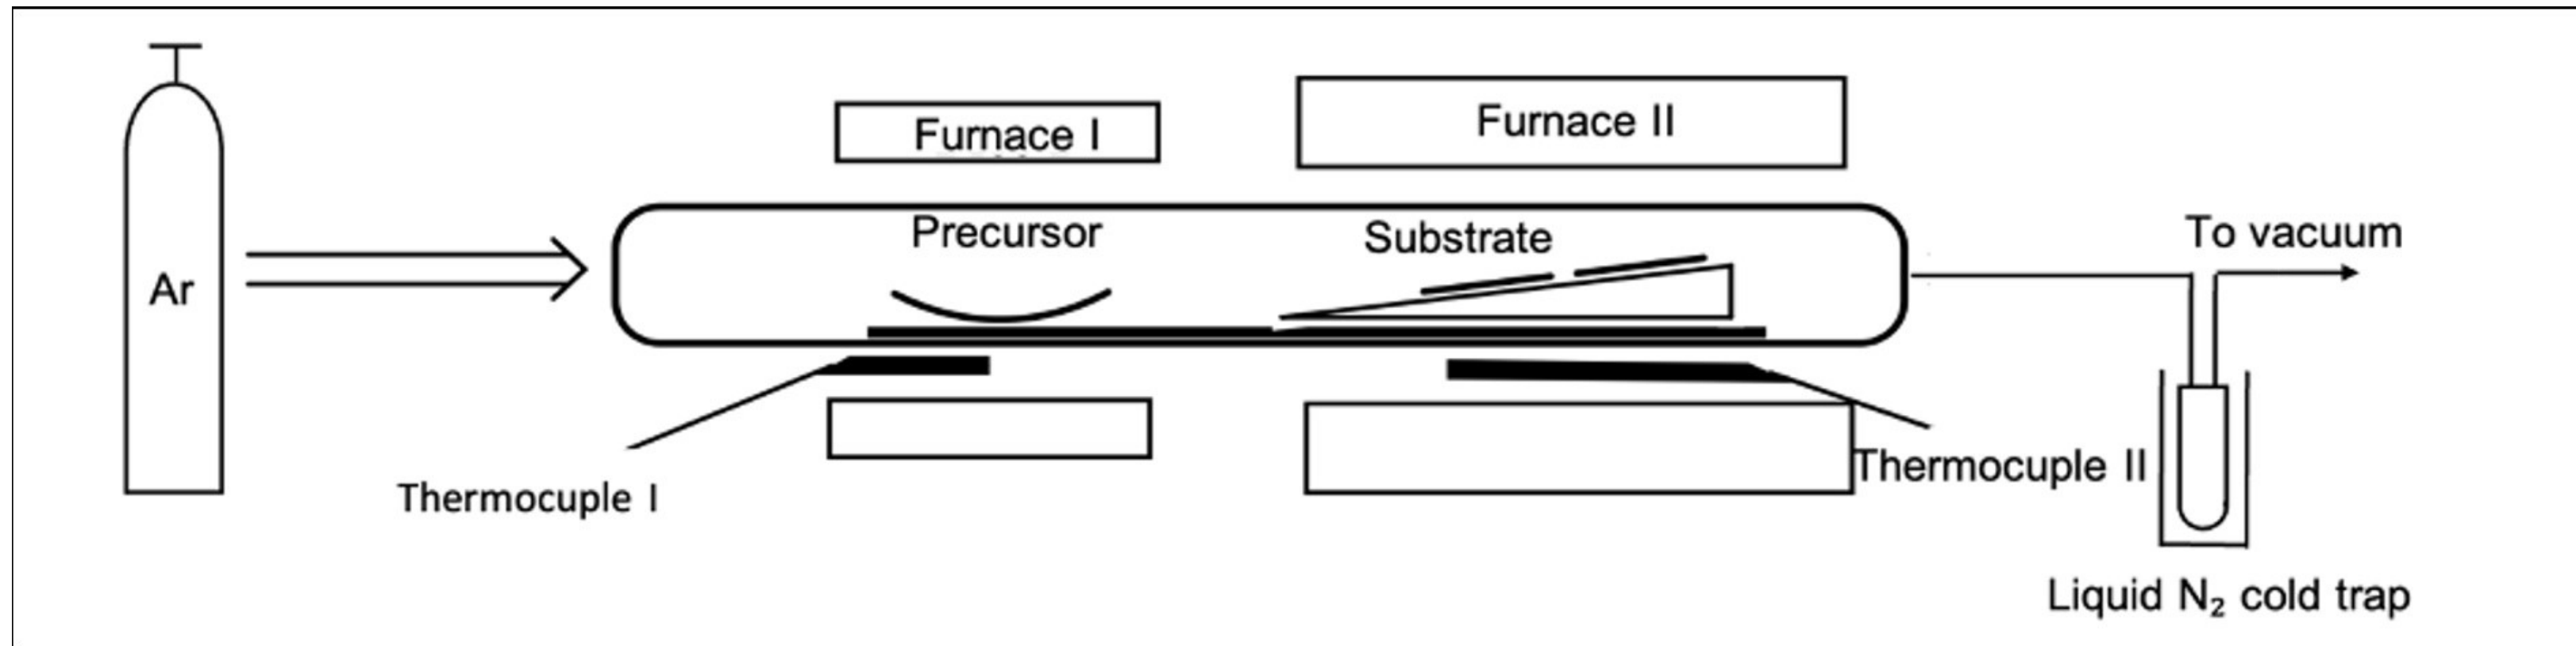 Furnace I
Furnace II
Precursor
Substrate
To vacuum
Ar
Thermocuple I
Thermocuple II
Liquid N₂ cold trap